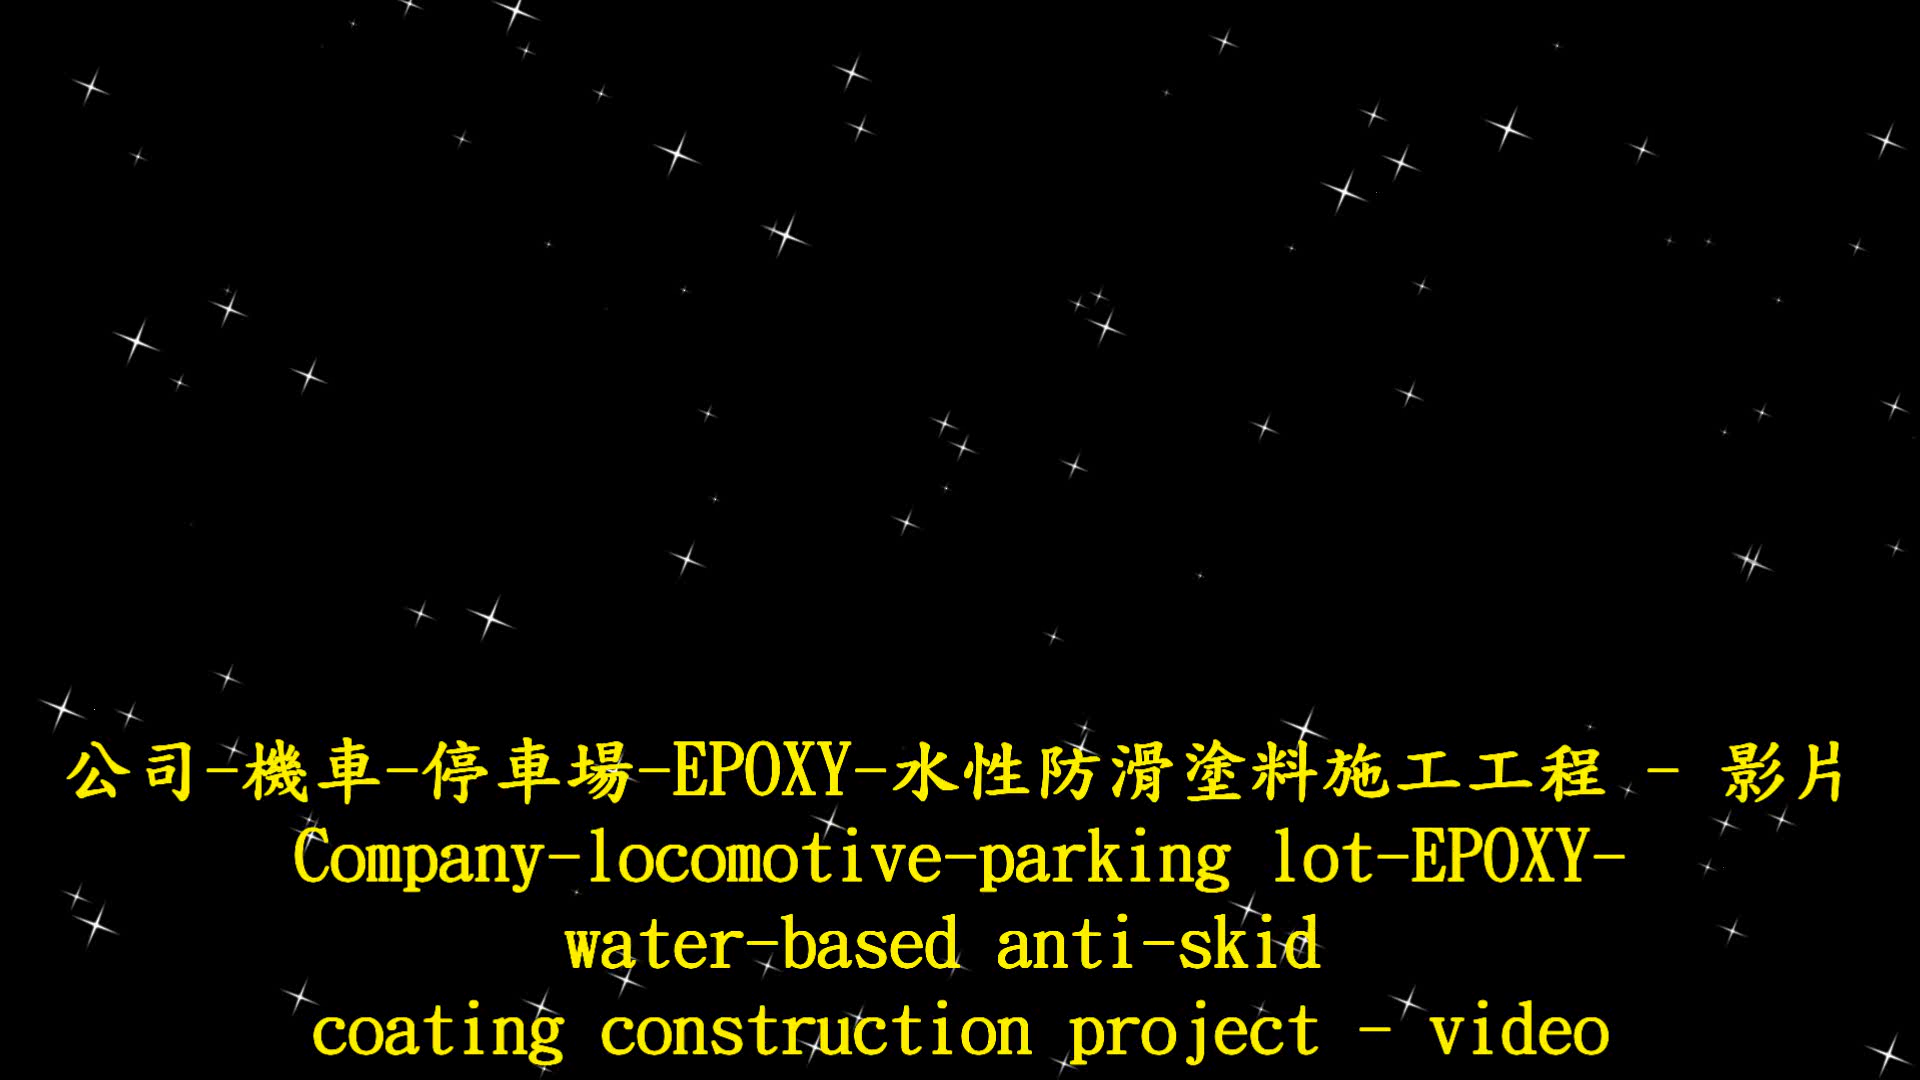 公司-機車-停車場-EPOXY-水性防滑塗料施工工程 - 影片
Company-locomotive-parking lot-EPOXY-
water-based anti-skid
coating construction project - video